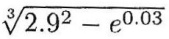 ∛(2.9² − e^0.03)